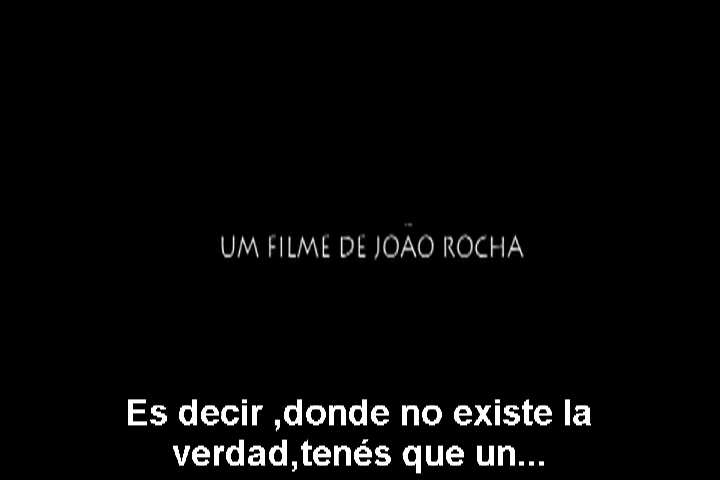 UM FILME DE JOÃO ROCHA
Es decir ,donde no existe la
verdad,tenés que un...